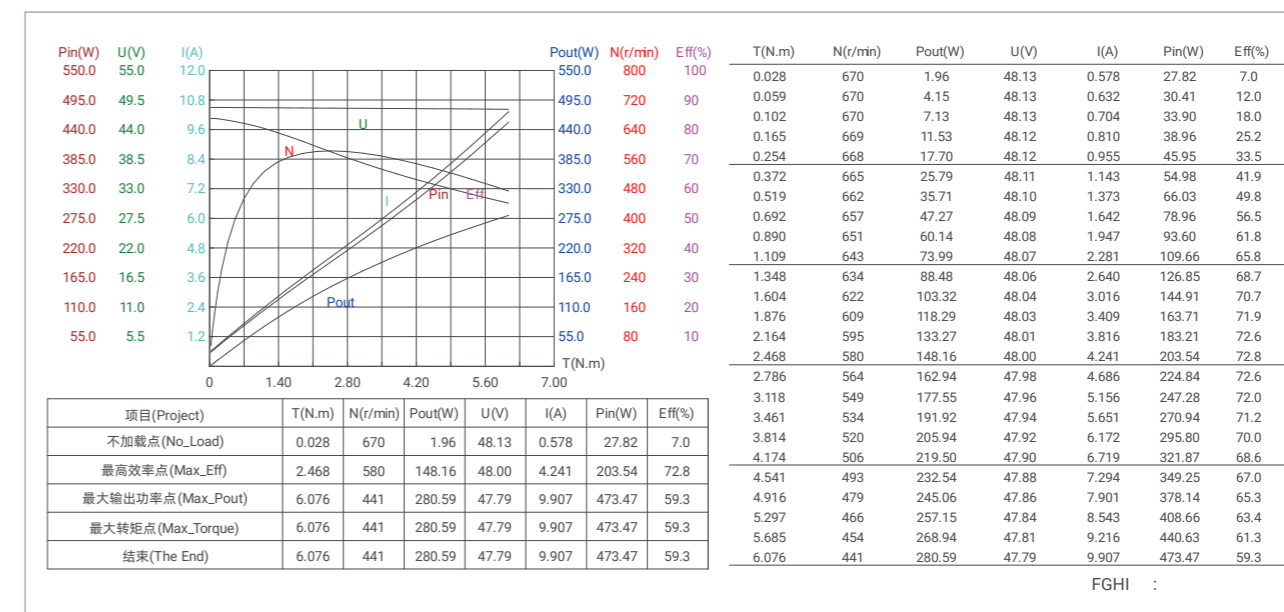 Pin(W) U(V) I(A) Pout(W) N(r/min) Eff(%)
550.0 55.0 12.0 550.0 800 100
495.0 49.5 10.8 495.0 720 90
440.0 44.0 9.6 U 440.0 640 80
385.0 38.5 8.4 N 385.0 560 70
330.0 33.0 7.2 I Pin Eff 330.0 480 60
275.0 27.5 6.0 275.0 400 50
220.0 22.0 4.8 220.0 320 40
165.0 16.5 3.6 165.0 240 30
110.0 11.0 2.4 Pout 110.0 160 20
55.0 5.5 1.2 55.0 80 10
T(N.m)
0 1.40 2.80 4.20 5.60 7.00
项目(Project) T(N.m) N(r/min) Pout(W) U(V) I(A) Pin(W) Eff(%)
不加载点(No_Load) 0.028 670 1.96 48.13 0.578 27.82 7.0
最高效率点(Max_Eff) 2.468 580 148.16 48.00 4.241 203.54 72.8
最大输出功率点(Max_Pout) 6.076 441 280.59 47.79 9.907 473.47 59.3
最大转矩点(Max_Torque) 6.076 441 280.59 47.79 9.907 473.47 59.3
结束(The End) 6.076 441 280.59 47.79 9.907 473.47 59.3
T(N.m) N(r/min) Pout(W) U(V) I(A) Pin(W) Eff(%)
0.028 670 1.96 48.13 0.578 27.82 7.0
0.059 670 4.15 48.13 0.632 30.41 12.0
0.102 670 7.13 48.13 0.704 33.90 18.0
0.165 669 11.53 48.12 0.810 38.96 25.2
0.254 668 17.70 48.12 0.955 45.95 33.5
0.372 665 25.79 48.11 1.143 54.98 41.9
0.519 662 35.71 48.10 1.373 66.03 49.8
0.692 657 47.27 48.09 1.642 78.96 56.5
0.890 651 60.14 48.08 1.947 93.60 61.8
1.109 643 73.99 48.07 2.281 109.66 65.8
1.348 634 88.48 48.06 2.640 126.85 68.7
1.604 622 103.32 48.04 3.016 144.91 70.7
1.876 609 118.29 48.03 3.409 163.71 71.9
2.164 595 133.27 48.01 3.816 183.21 72.6
2.468 580 148.16 48.00 4.241 203.54 72.8
2.786 564 162.94 47.98 4.686 224.84 72.6
3.118 549 177.55 47.96 5.156 247.28 72.0
3.461 534 191.92 47.94 5.651 270.94 71.2
3.814 520 205.94 47.92 6.172 295.80 70.0
4.174 506 219.50 47.90 6.719 321.87 68.6
4.541 493 232.54 47.88 7.294 349.25 67.0
4.916 479 245.06 47.86 7.901 378.14 65.3
5.297 466 257.15 47.84 8.543 408.66 63.4
5.685 454 268.94 47.81 9.216 440.63 61.3
6.076 441 280.59 47.79 9.907 473.47 59.3
FGHI :